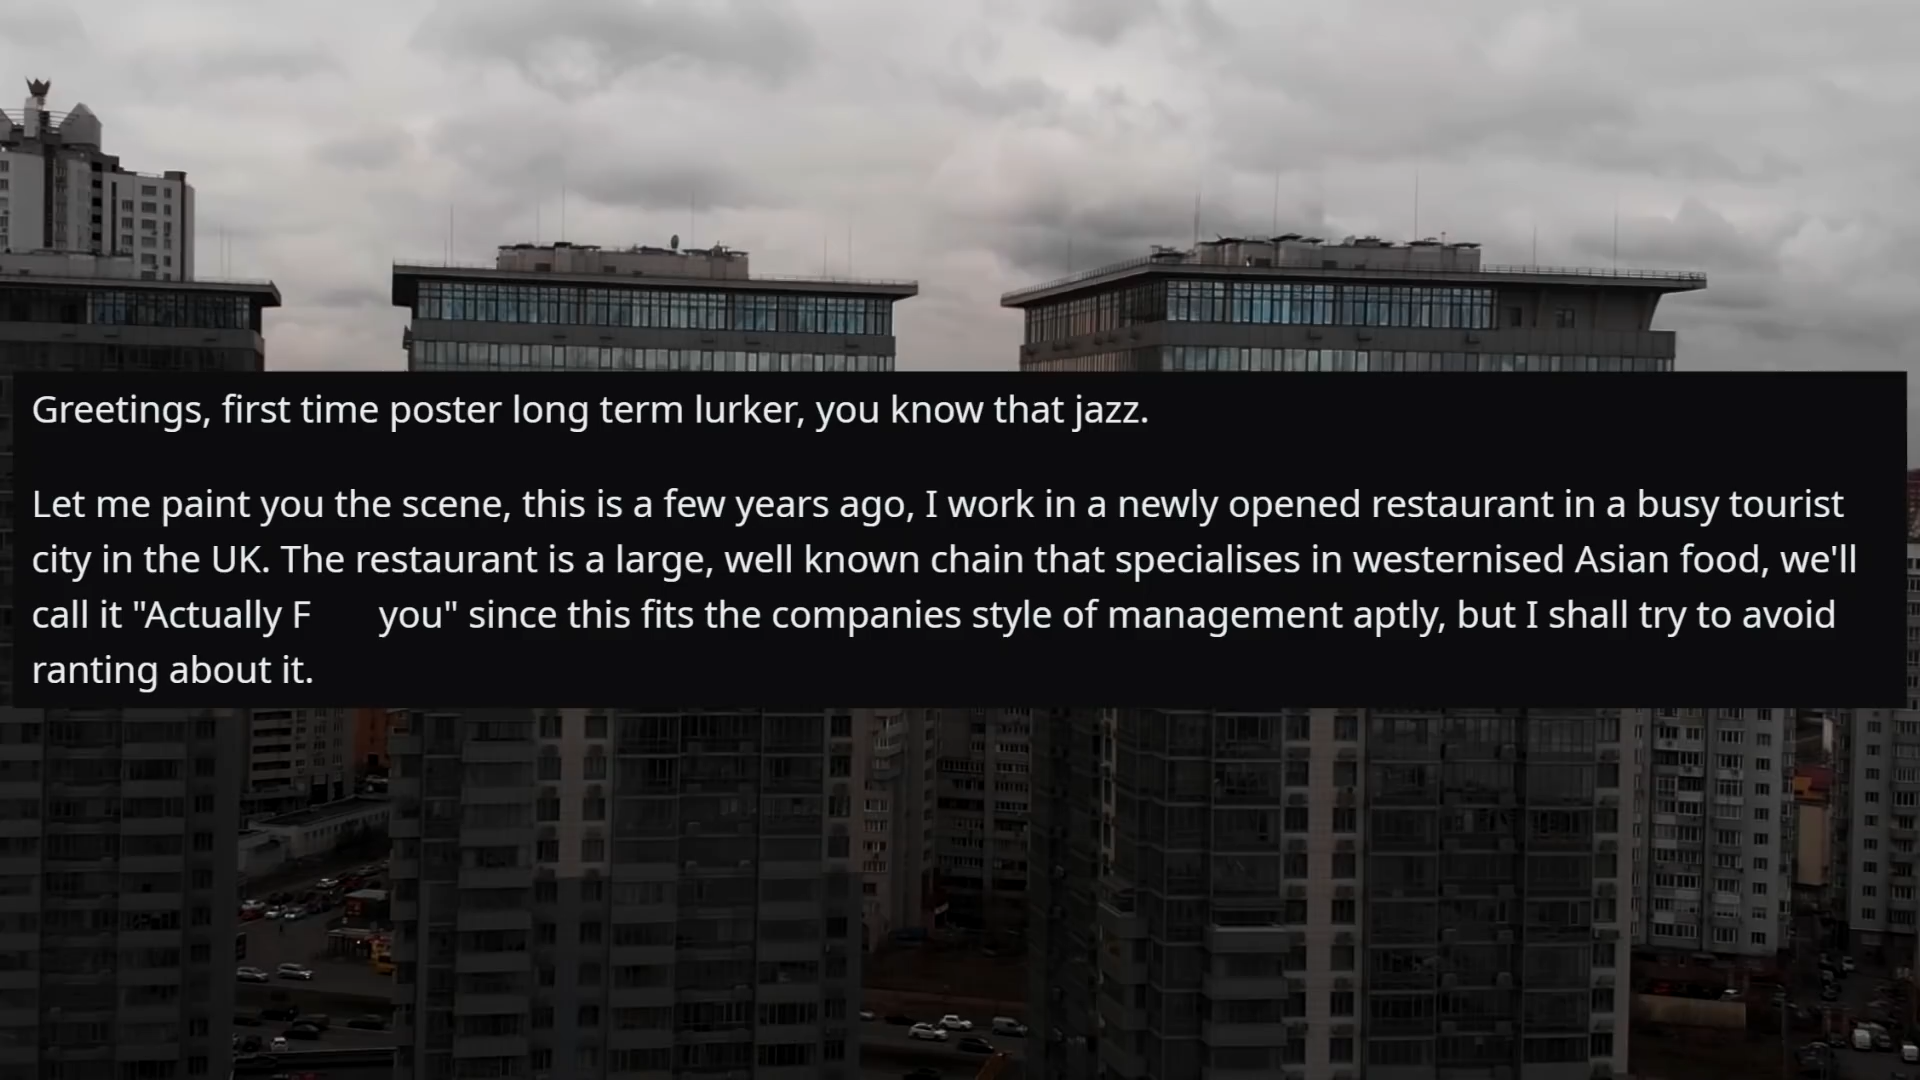 Greetings, first time poster long term lurker, you know that jazz.
Let me paint you the scene, this is a few years ago, I work in a newly opened restaurant in a busy tourist
city in the UK. The restaurant is a large, well known chain that specialises in westernised Asian food, we'll
call it "Actually F you" since this fits the companies style of management aptly, but I shall try to avoid
ranting about it.